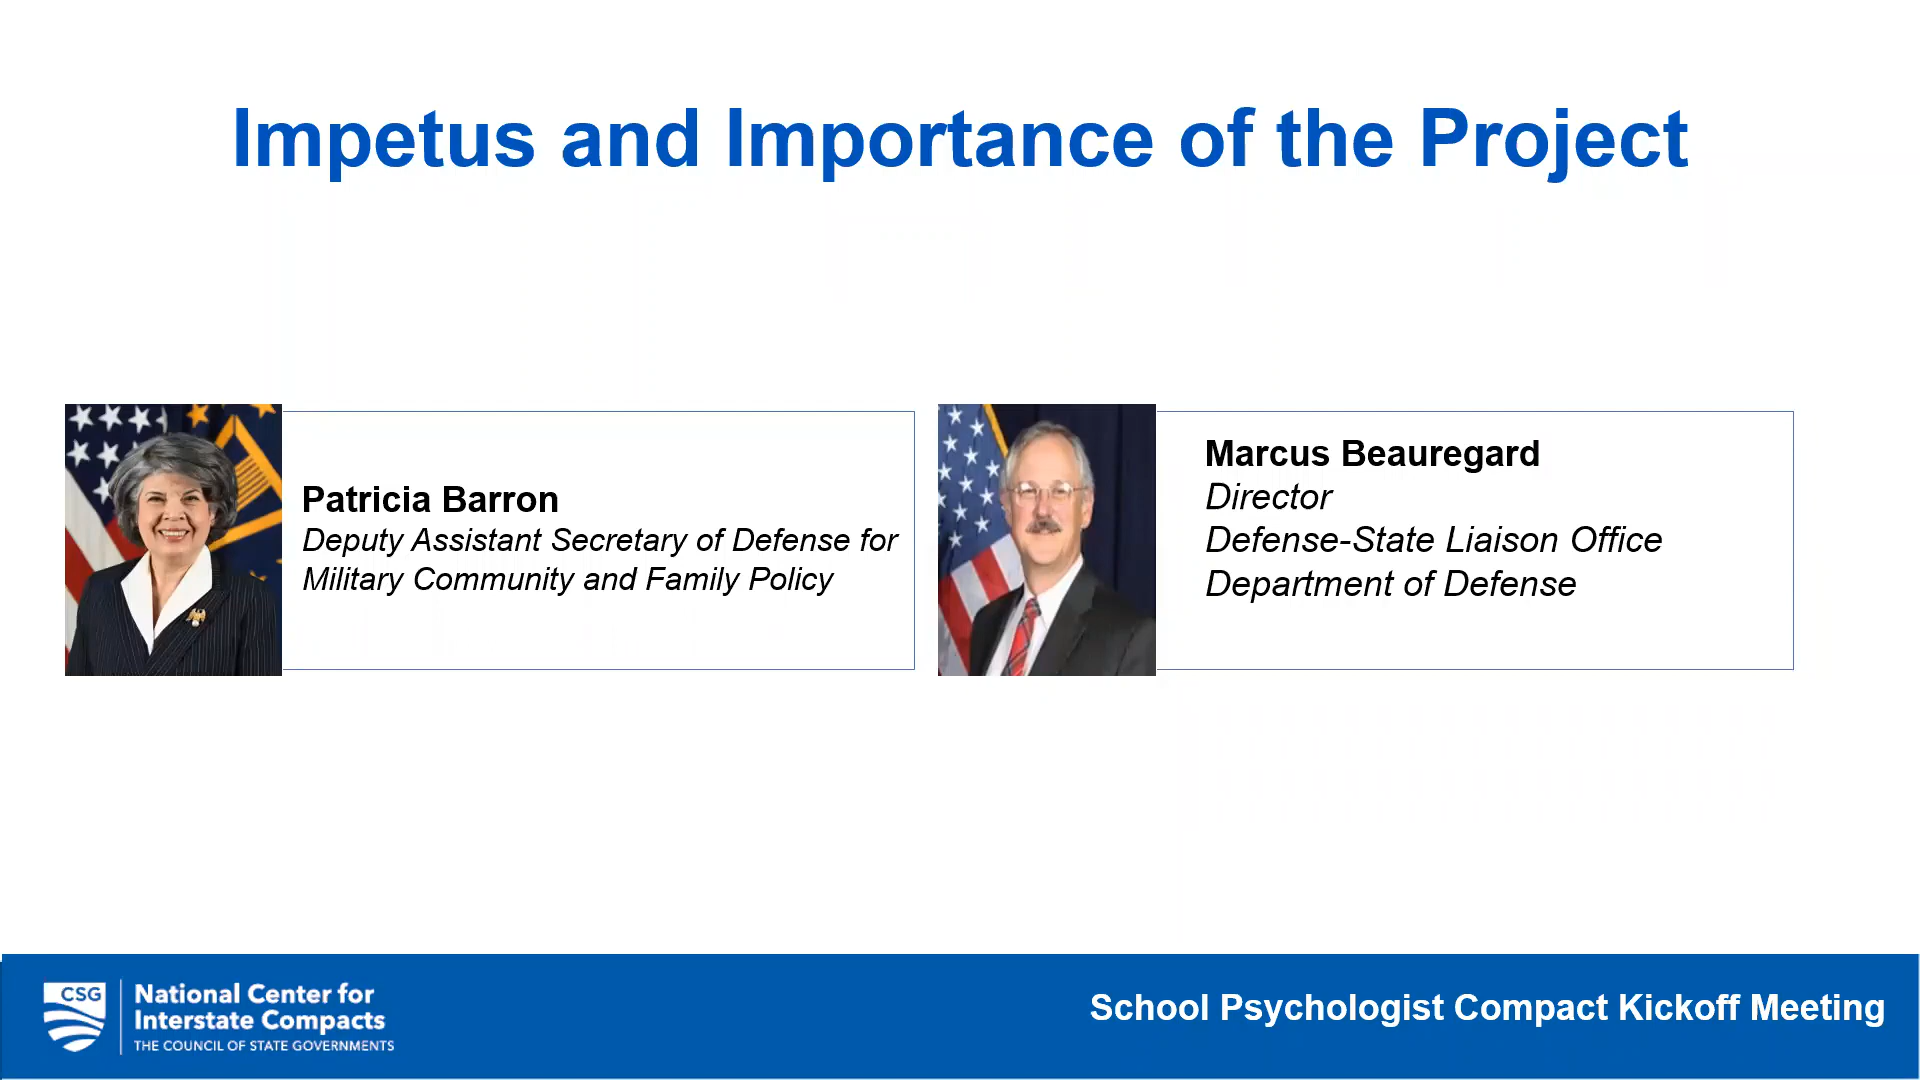 Impetus and Importance of the Project
Patricia Barron
Deputy Assistant Secretary of Defense for
Military Community and Family Policy
Marcus Beauregard
Director
Defense-State Liaison Office
Department of Defense
CSG
National Center for
Interstate Compacts
THE COUNCIL OF STATE GOVERNMENTS
School Psychologist Compact Kickoff Meeting